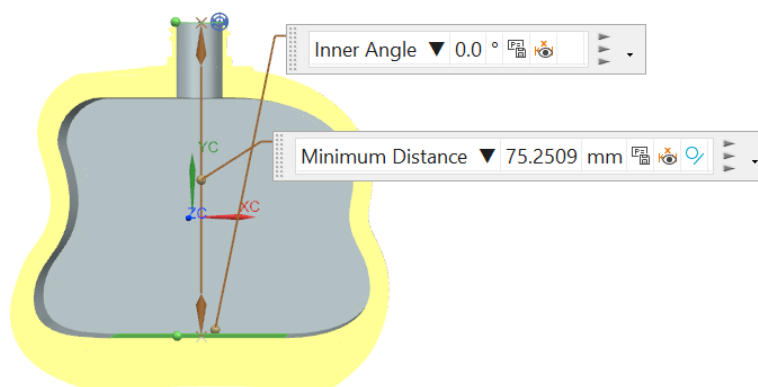 Inner Angle ▼ 0.0 °
YC
Minimum Distance ▼ 75.2509 mm
ZC
XC